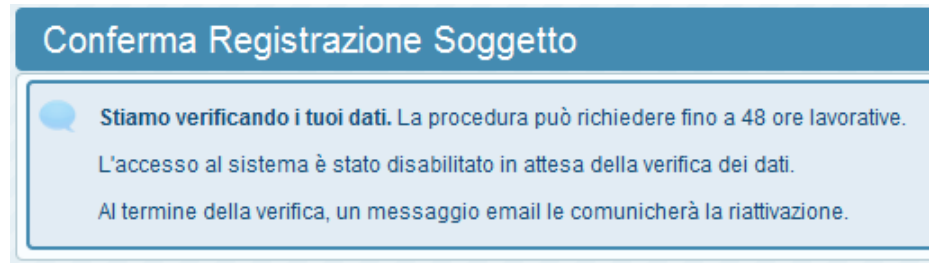 Conferma Registrazione Soggetto
Stiamo verificando i tuoi dati. La procedura può richiedere fino a 48 ore lavorative.
L'accesso al sistema è stato disabilitato in attesa della verifica dei dati.
Al termine della verifica, un messaggio email le comunicherà la riattivazione.